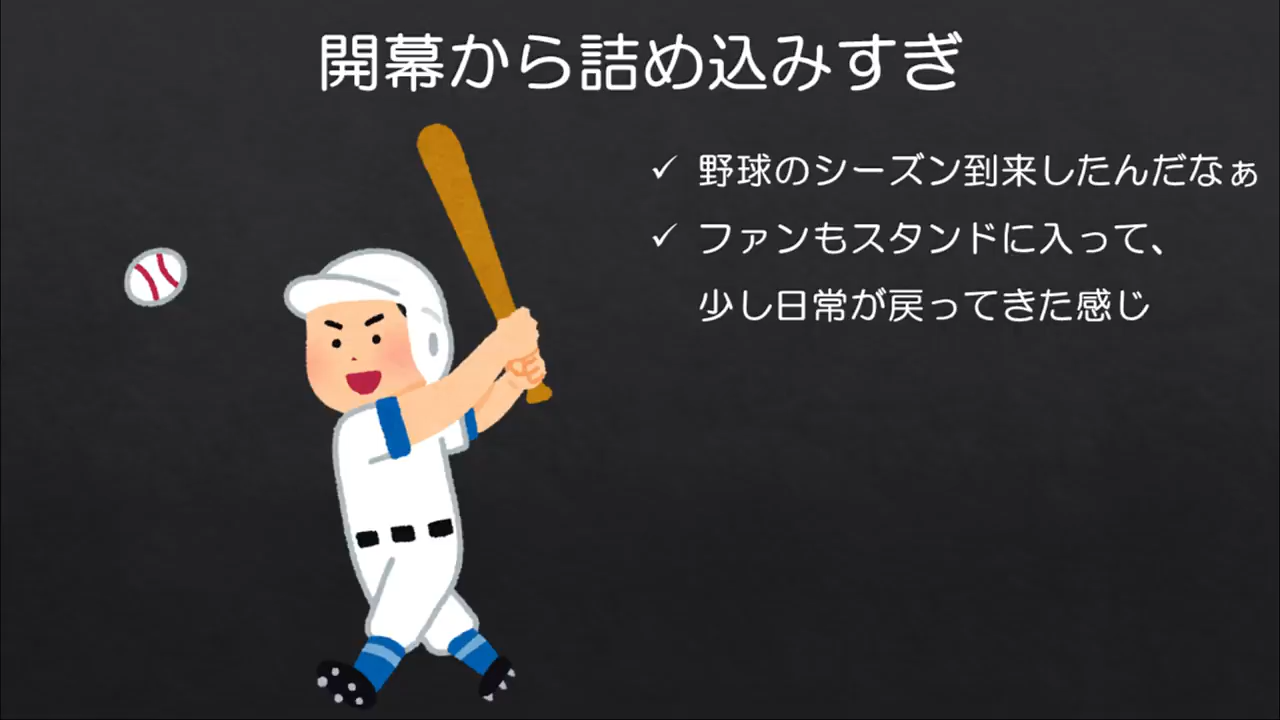 開幕から詰め込みすぎ
✓ 野球のシーズン到来したんだなぁ
✓ ファンもスタンドに入って、
少し日常が戻ってきた感じ